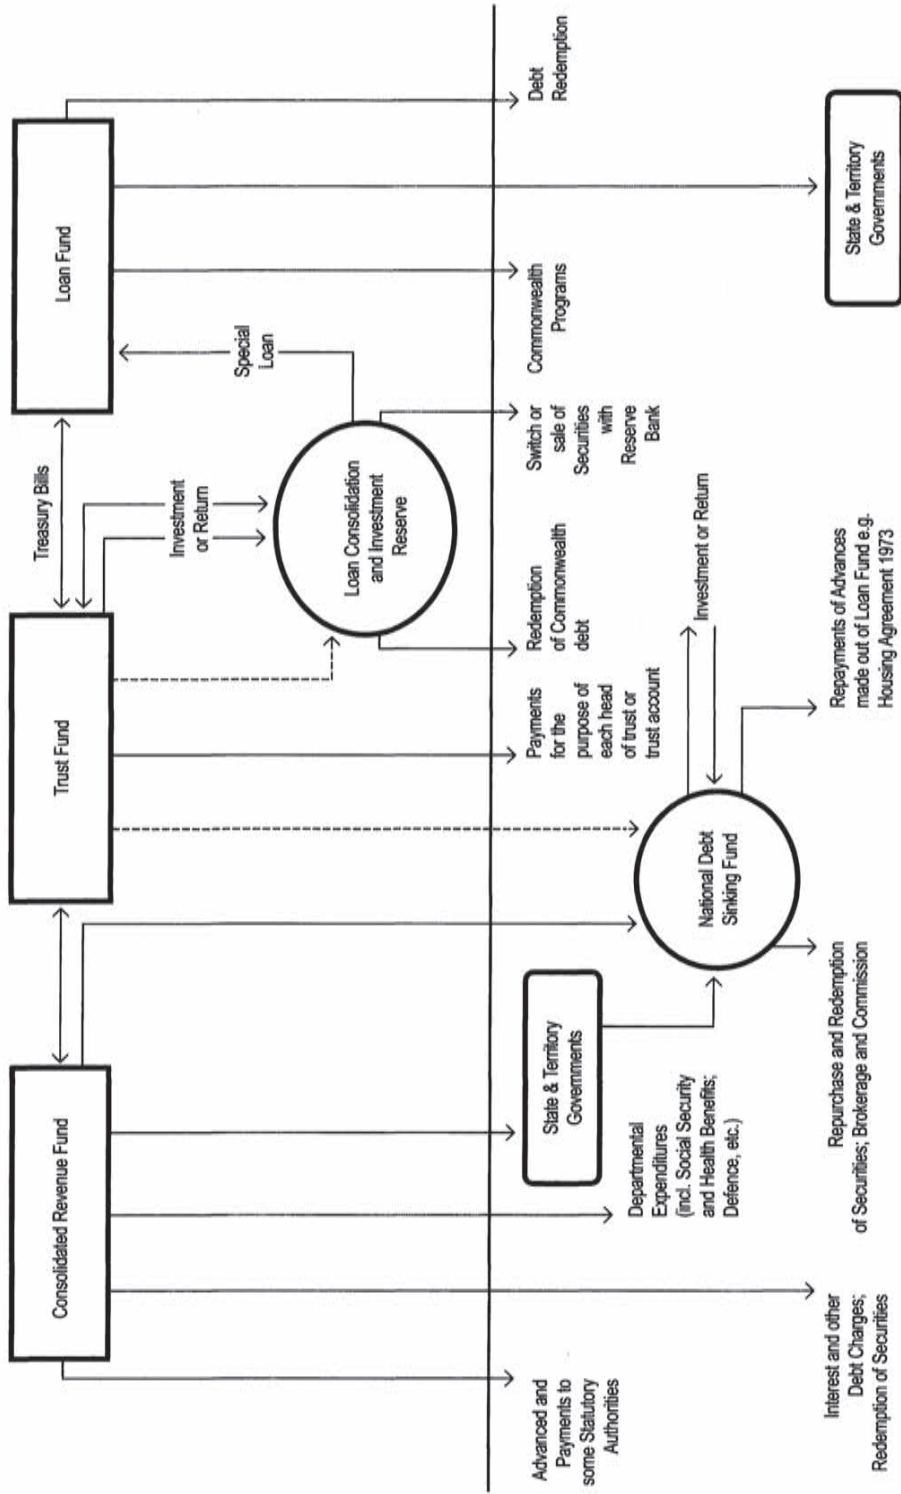 Consolidated Revenue Fund
Trust Fund
Loan Fund
Treasury Bills
Investment
or Return
Special
Loan
Loan Consolidation
and Investment
Reserve
Advanced and
Payments to
some Statutory
Authorities
State & Territory
Governments
Payments
for the
purpose of
each head
of trust or
trust account
Redemption
of Commonwealth
debt
Switch or
sale of
Securities
with
Reserve
Bank
Commonwealth
Programs
Debt
Redemption
Departmental
Expenditures
(incl. Social Security
and Health Benefits;
Defence, etc.)
National Debt
Sinking Fund
Investment or Return
Interest and other
Debt Charges;
Redemption of Securities
Repurchase and Redemption
of Securities; Brokerage and Commission
Repayments of Advances
made out of Loan Fund e.g.
Housing Agreement 1973
State & Territory
Governments